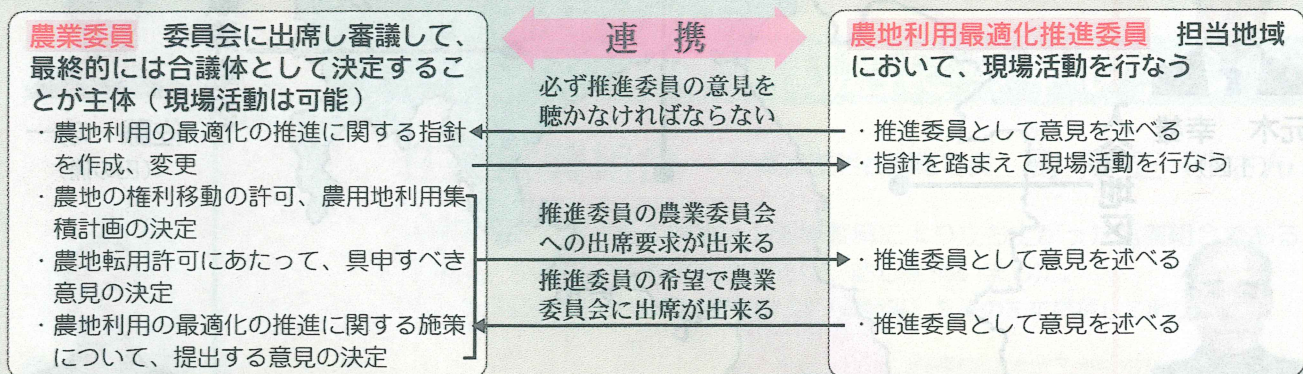 農業委員　委員会に出席し審議して、
最終的には合議体として決定するこ
とが主体（現場活動は可能）
・農地利用の最適化の推進に関する指針
を作成、変更
・農地の権利移動の許可、農用地利用集
積計画の決定
・農地転用許可にあたって、具申すべき
意見の決定
・農地利用の最適化の推進に関する施策
について、提出する意見の決定
連　携
必ず推進委員の意見を
聴かなければならない
推進委員の農業委員会
への出席要求が出来る
推進委員の希望で農業
委員会に出席が出来る
農地利用最適化推進委員　担当地域
において、現場活動を行なう
・推進委員として意見を述べる
・指針を踏まえて現場活動を行なう
・推進委員として意見を述べる
・推進委員として意見を述べる